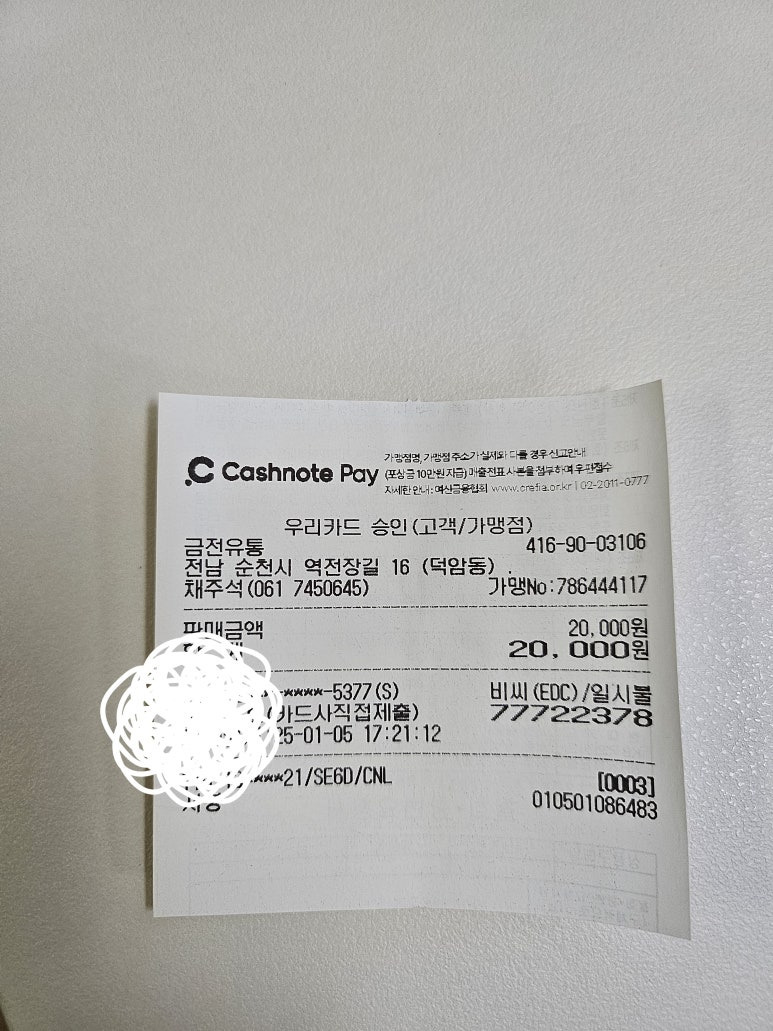 Cashnote Pay
가맹점명, 가맹점 주소가 실제와 다를 경우 신고안내
(포상금 10만원 지급) 매출전표 사본을 첨부하여 우편접수
자세한 안내 : 여신금융협회 www.crefia.or.kr | 02-2011-0777
우리카드 승인(고객/가맹점)
금전유통 416-90-03106
전남 순천시 역전장길 16 (덕암동) .
채주석(061 7450645) 가맹No:786444117
판매금액 20,000원
20,000원
-****-5377(S) 비씨(EDC)/일시불
(카드사직접제출) 77722378
25-01-05 17:21:12
***21/SE6D/CNL [0003]
010501086483